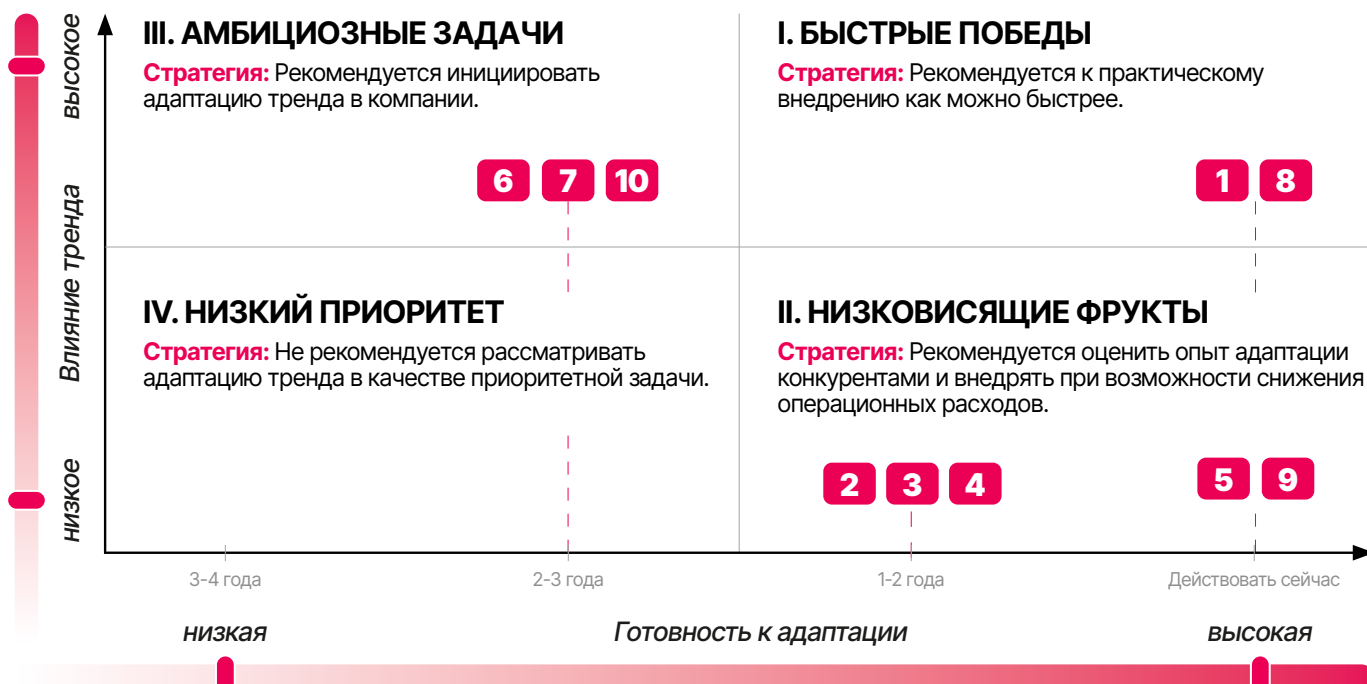 высокое
Влияние тренда
низкое
III. АМБИЦИОЗНЫЕ ЗАДАЧИ
Стратегия: Рекомендуется инициировать
адаптацию тренда в компании.
6 7 10
I. БЫСТРЫЕ ПОБЕДЫ
Стратегия: Рекомендуется к практическому
внедрению как можно быстрее.
1 8
IV. НИЗКИЙ ПРИОРИТЕТ
Стратегия: Не рекомендуется рассматривать
адаптацию тренда в качестве приоритетной задачи.
II. НИЗКОВИСЯЩИЕ ФРУКТЫ
Стратегия: Рекомендуется оценить опыт адаптации
конкурентами и внедрять при возможности снижения
операционных расходов.
2 3 4
5 9
3-4 года
2-3 года
1-2 года
Действовать сейчас
низкая
Готовность к адаптации
высокая